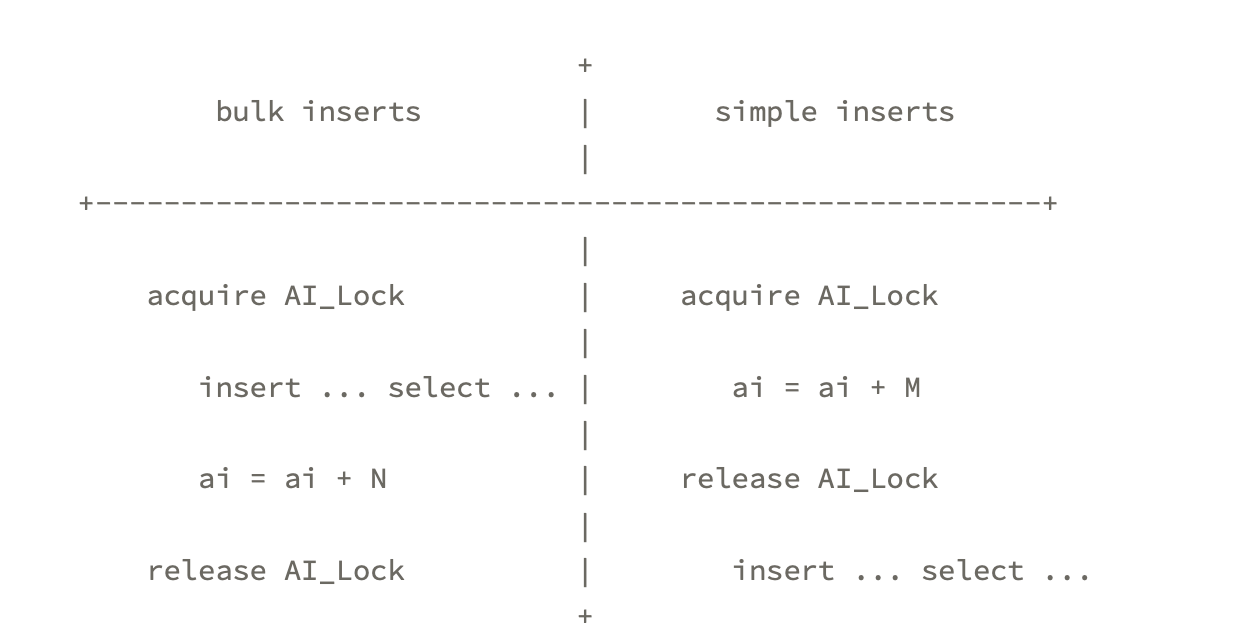 +
bulk inserts | simple inserts
|
+-------------------------------------------------------+
|
acquire AI_Lock | acquire AI_Lock
|
insert ... select ... | ai = ai + M
|
ai = ai + N | release AI_Lock
|
release AI_Lock | insert ... select ...
+